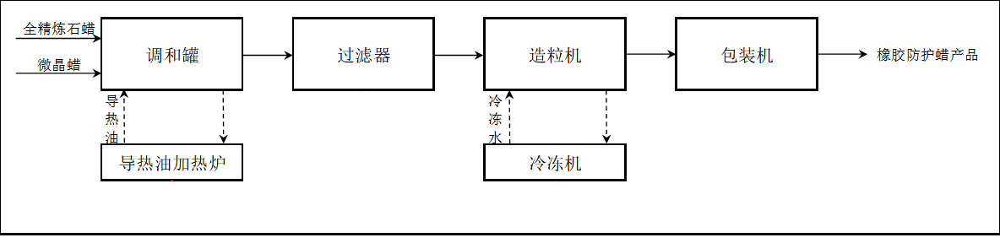 全精炼石蜡
微晶蜡
调和罐
过滤器
造粒机
包装机
橡胶防护蜡产品
导热油
冷冻水
导热油加热炉
冷冻机